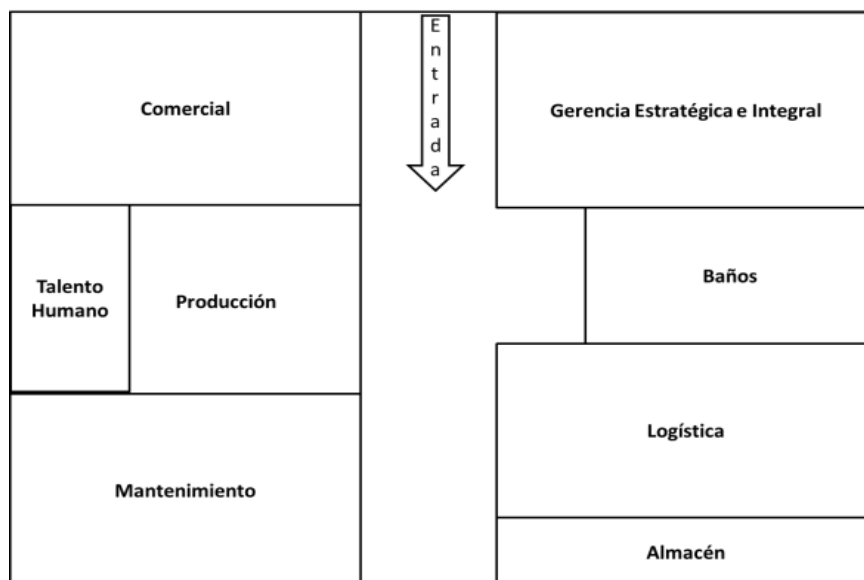 Comercial
Entrada
Gerencia Estratégica e Integral
Talento
Humano
Producción
Baños
Mantenimiento
Logística
Almacén